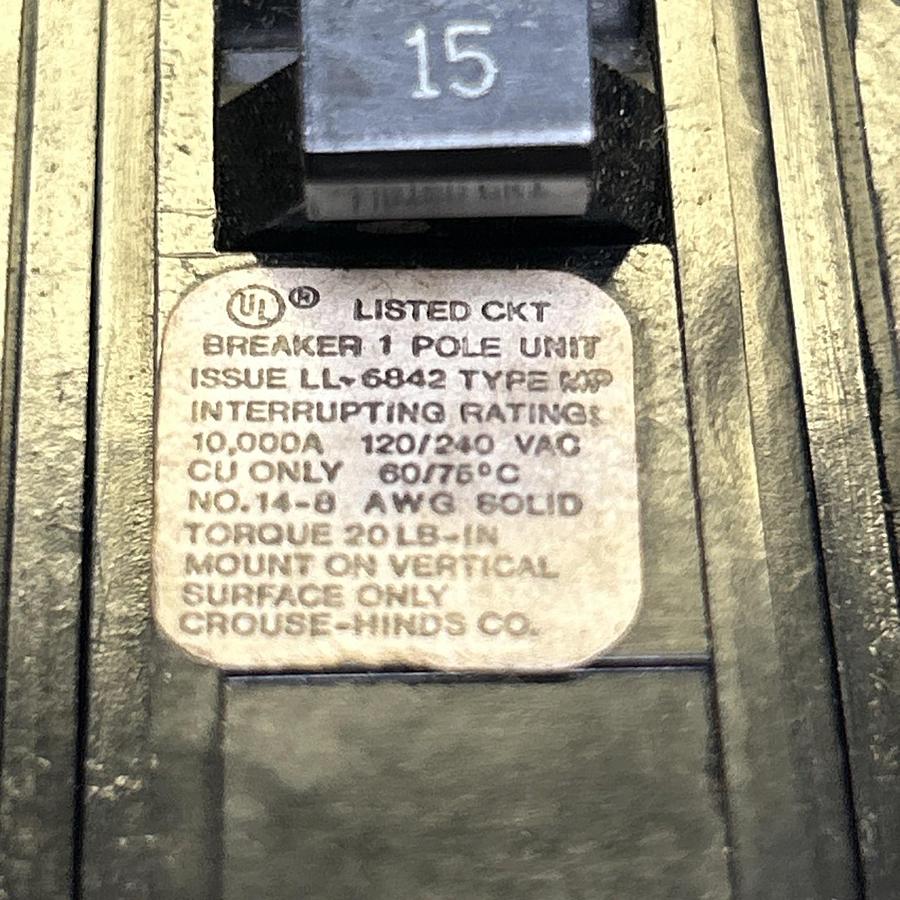 15
UL® LISTED CKT
BREAKER 1 POLE UNIT
ISSUE LL-6842 TYPE MP
INTERRUPTING RATING:
10,000A 120/240 VAC
CU ONLY 60/75°C
NO.14-8 AWG SOLID
TORQUE 20 LB-IN
MOUNT ON VERTICAL
SURFACE ONLY
CROUSE-HINDS CO.